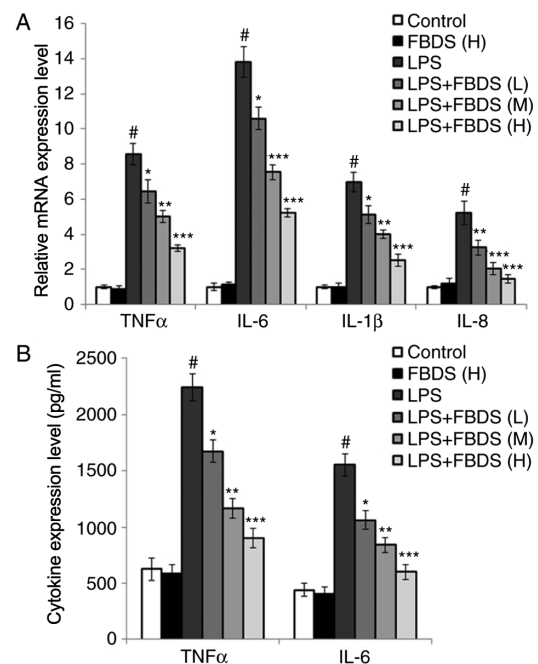 A
Relative mRNA expression level
16
14
12
10
8
6
4
2
0
Control
FBDS (H)
LPS
LPS+FBDS (L)
LPS+FBDS (M)
LPS+FBDS (H)
# * ** ***
# * *** ***
# * ** ***
# ** *** ***
TNFα IL-6 IL-1β IL-8
B
Cytokine expression level (pg/ml)
2500
2000
1500
1000
500
0
Control
FBDS (H)
LPS
LPS+FBDS (L)
LPS+FBDS (M)
LPS+FBDS (H)
# * ** ***
# * ** ***
TNFα IL-6